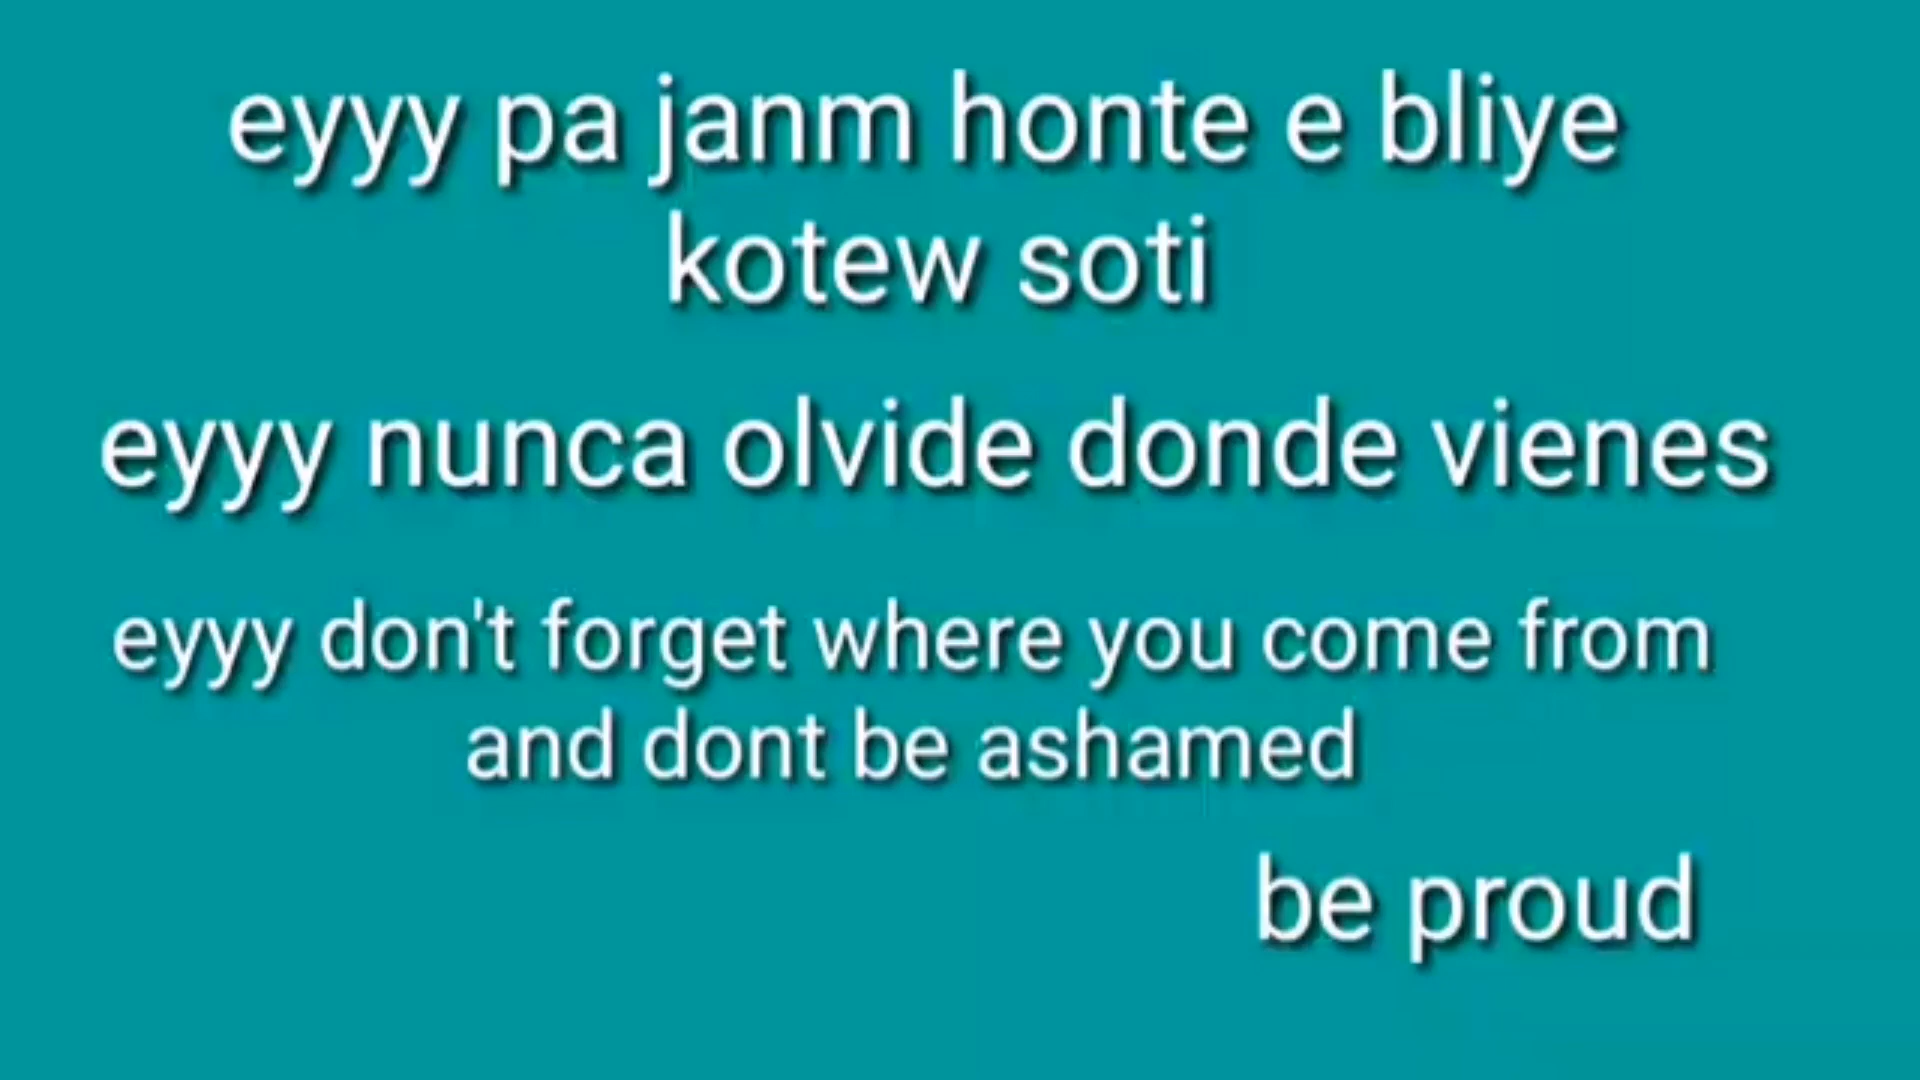 eyyy pa janm honte e bliye
kotew soti
eyyy nunca olvide donde vienes
eyyy don't forget where you come from
and dont be ashamed
be proud